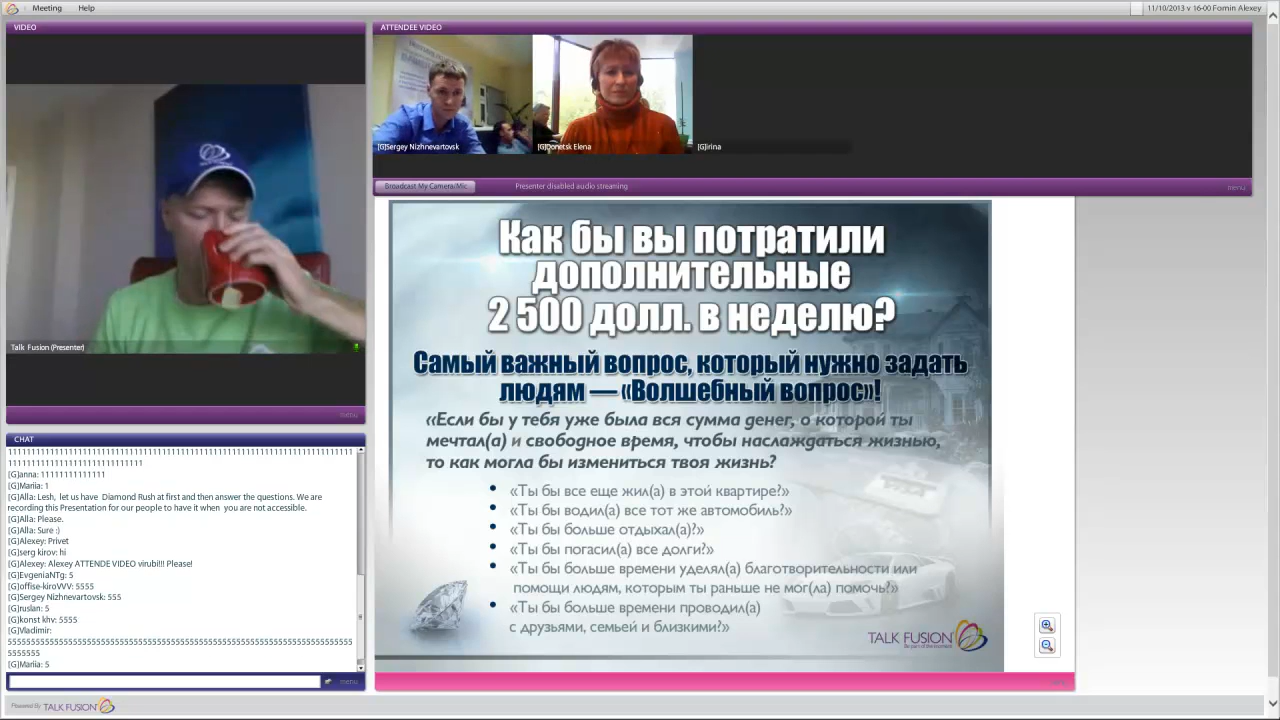 Meeting Help
11/10/2013 v 16-00 Fomin Alexey
VIDEO
Talk Fusion (Presenter)
menu
ATTENDEE VIDEO
[G]Sergey Nizhnevartovsk
[G]Donetsk Elena
[G]Irina
Broadcast My Camera/Mic
Presenter disabled audio streaming
menu
CHAT
[G]anna: 11111111111111
[G]Mariia: 1
[G]Alla: Lesh, let us have Diamond Rush at first and then answer the questions. We are
recording this Presentation for our people to have it when you are not accessible.
[G]Alla: Please.
[G]Alla: Sure :)
[G]Alexey: Privet
[G]serg kirov: hi
[G]Alexey: Alexey ATTENDE VIDEO virubi!!! Please!
[G]EvgeniaNTg: 5
[G]offise-kiroVVV: 5555
[G]Sergey Nizhnevartovsk: 555
[G]ruslan: 5
[G]konst khv: 5555
[G]Vladimir:
5555555
[G]Mariia: 5
menu
Powered By TALK FUSION
Как бы вы потратили
дополнительные
2 500 долл. в неделю?
Самый важный вопрос, который нужно задать
людям — «Волшебный вопрос»!
«Если бы у тебя уже была вся сумма денег, о которой ты
мечтал(а) и свободное время, чтобы наслаждаться жизнью,
то как могла бы измениться твоя жизнь?
• «Ты бы все еще жил(а) в этой квартире?»
• «Ты бы водил(а) все тот же автомобиль?»
• «Ты бы больше отдыхал(а)?»
• «Ты бы погасил(а) все долги?»
• «Ты бы больше времени уделял(а) благотворительности или
помощи людям, которым ты раньше не мог(ла) помочь?»
• «Ты бы больше времени проводил(а)
с друзьями, семьей и близкими?»
TALK FUSION